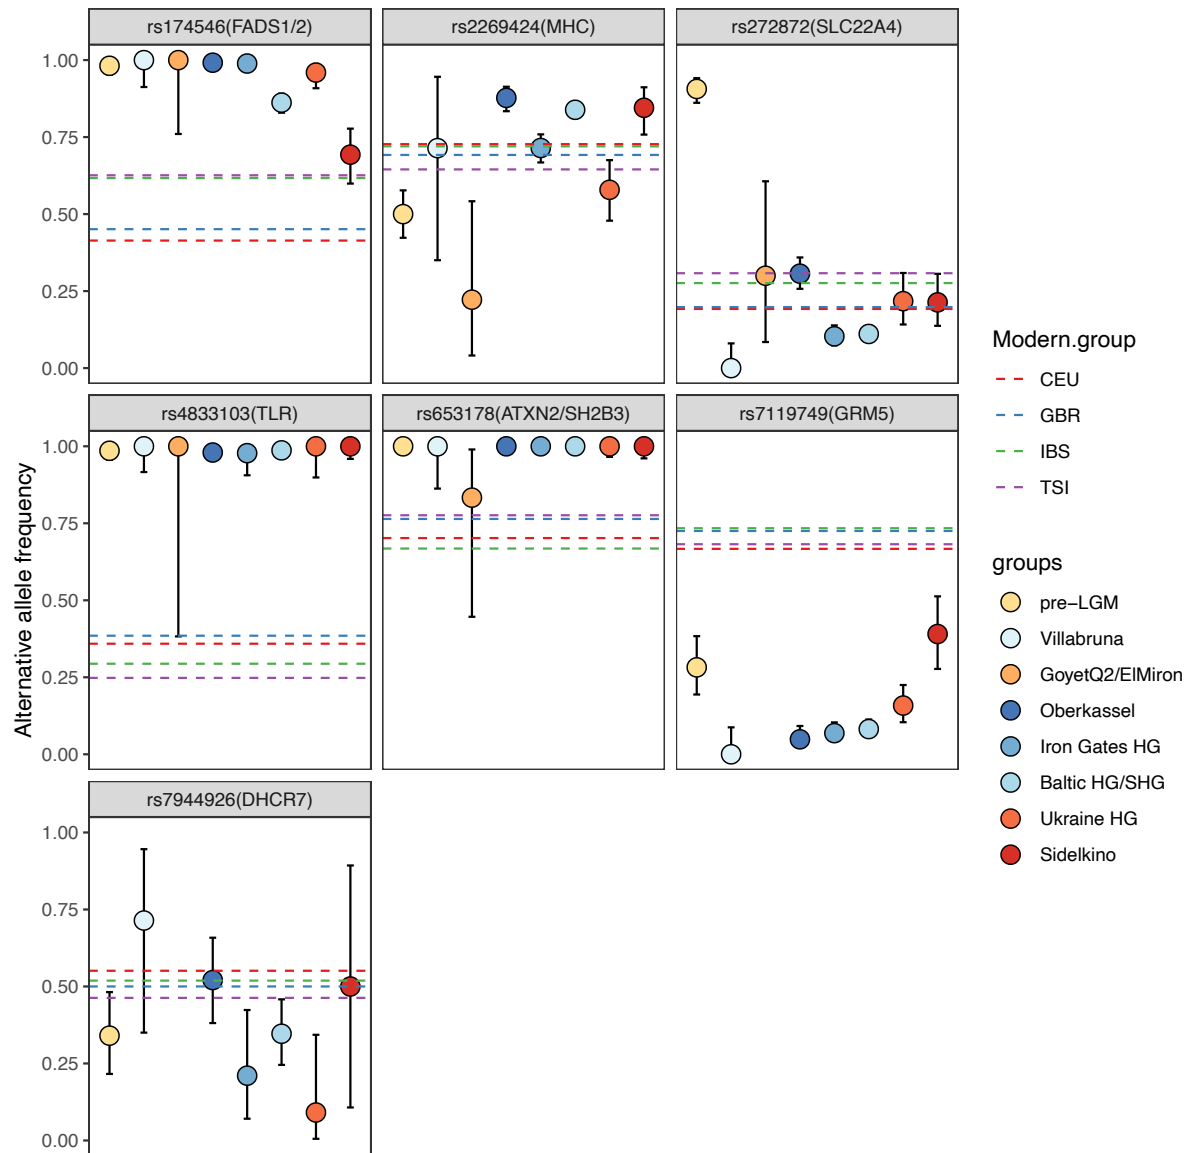 rs174546(FADS1/2)
rs2269424(MHC)
rs272872(SLC22A4)
1.00
0.75
0.50
0.25
0.00
rs4833103(TLR)
rs653178(ATXN2/SH2B3)
rs7119749(GRM5)
1.00
0.75
0.50
0.25
0.00
rs7944926(DHCR7)
1.00
0.75
0.50
0.25
0.00
Alternative allele frequency
Modern.group
CEU
GBR
IBS
TSI
groups
pre−LGM
Villabruna
GoyetQ2/ElMiron
Oberkassel
Iron Gates HG
Baltic HG/SHG
Ukraine HG
Sidelkino